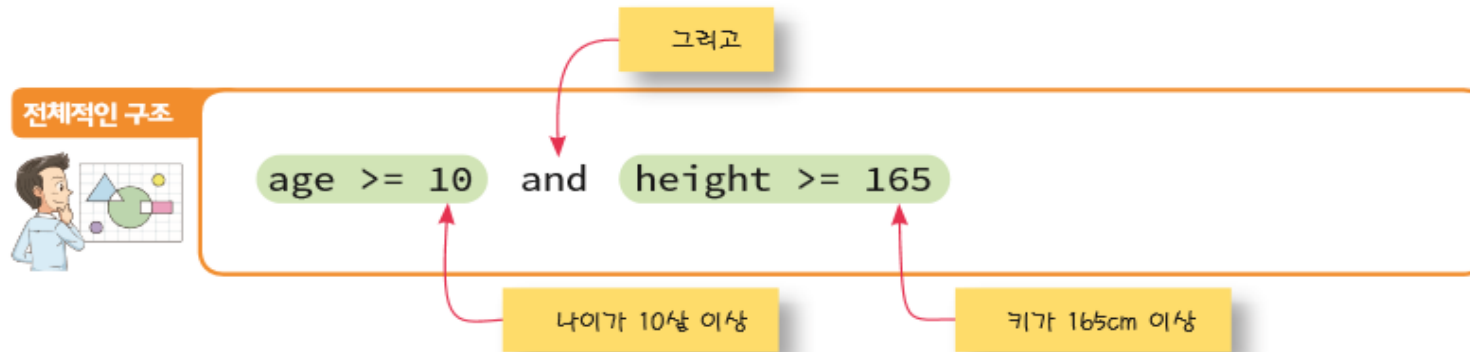 그리고
전체적인 구조
age >= 10 and height >= 165
나이가 10살 이상
키가 165cm 이상